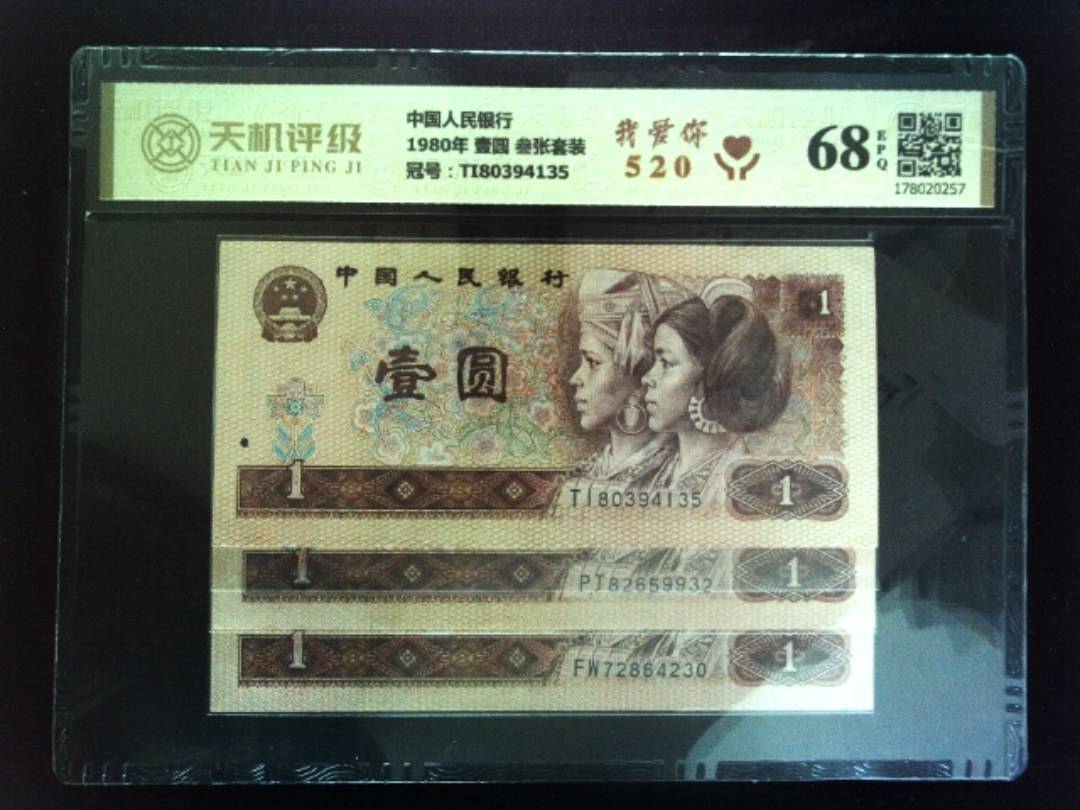 天机评级
TIAN JI PING JI
中国人民银行
1980年 壹圆 叁张套装
冠号：TI80394135
我爱你
520
68
EPQ
178020257
中国人民银行
1
壹圆
1
TI80394135
1
1
PJ82659932
1
1
FW72864230
1